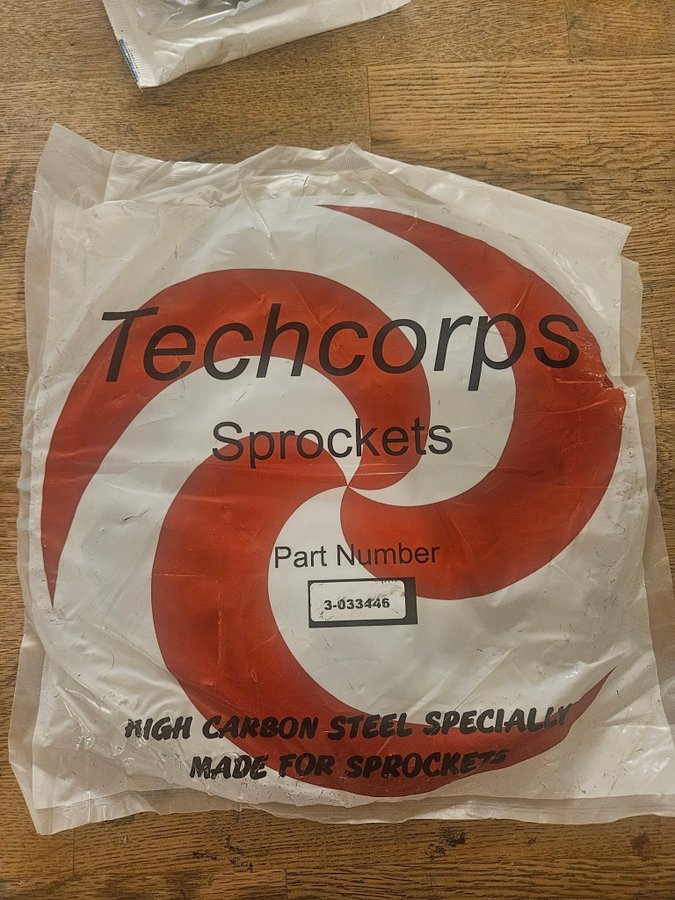 Techcorps
Sprockets
Part Number
3-033446
HIGH CARBON STEEL SPECIALLY
MADE FOR SPROCKETS